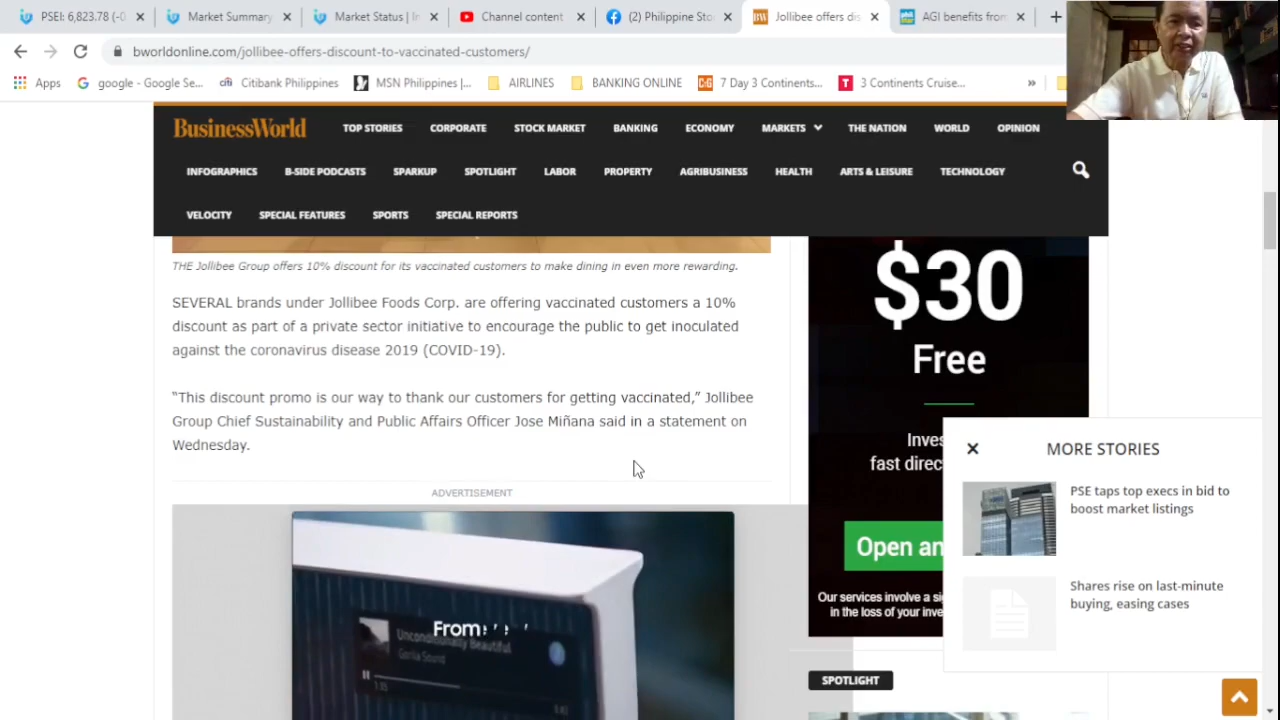 PSEi 6,823.78 (-0
Market Summary
Market Status | in
Channel content
(2) Philippine Sto
Jollibee offers dis
AGI benefits from
bworldonline.com/jollibee-offers-discount-to-vaccinated-customers/
Apps
google - Google Se...
Citibank Philippines
MSN Philippines |...
AIRLINES
BANKING ONLINE
7 Day 3 Continents...
3 Continents Cruise...
BusinessWorld
TOP STORIES
CORPORATE
STOCK MARKET
BANKING
ECONOMY
MARKETS
THE NATION
WORLD
OPINION
INFOGRAPHICS
B-SIDE PODCASTS
SPARKUP
SPOTLIGHT
LABOR
PROPERTY
AGRIBUSINESS
HEALTH
ARTS & LEISURE
TECHNOLOGY
VELOCITY
SPECIAL FEATURES
SPORTS
SPECIAL REPORTS
THE Jollibee Group offers 10% discount for its vaccinated customers to make dining in even more rewarding.
SEVERAL brands under Jollibee Foods Corp. are offering vaccinated customers a 10%
discount as part of a private sector initiative to encourage the public to get inoculated
against the coronavirus disease 2019 (COVID-19).
“This discount promo is our way to thank our customers for getting vaccinated,” Jollibee
Group Chief Sustainability and Public Affairs Officer Jose Miñana said in a statement on
Wednesday.
ADVERTISEMENT
From
Unconditionally Beautiful
Gorilla Sound
$30
Free
Inves
fast direc
Open an
Our services involve a sig
in the loss of your inve
MORE STORIES
PSE taps top execs in bid to
boost market listings
Shares rise on last-minute
buying, easing cases
SPOTLIGHT